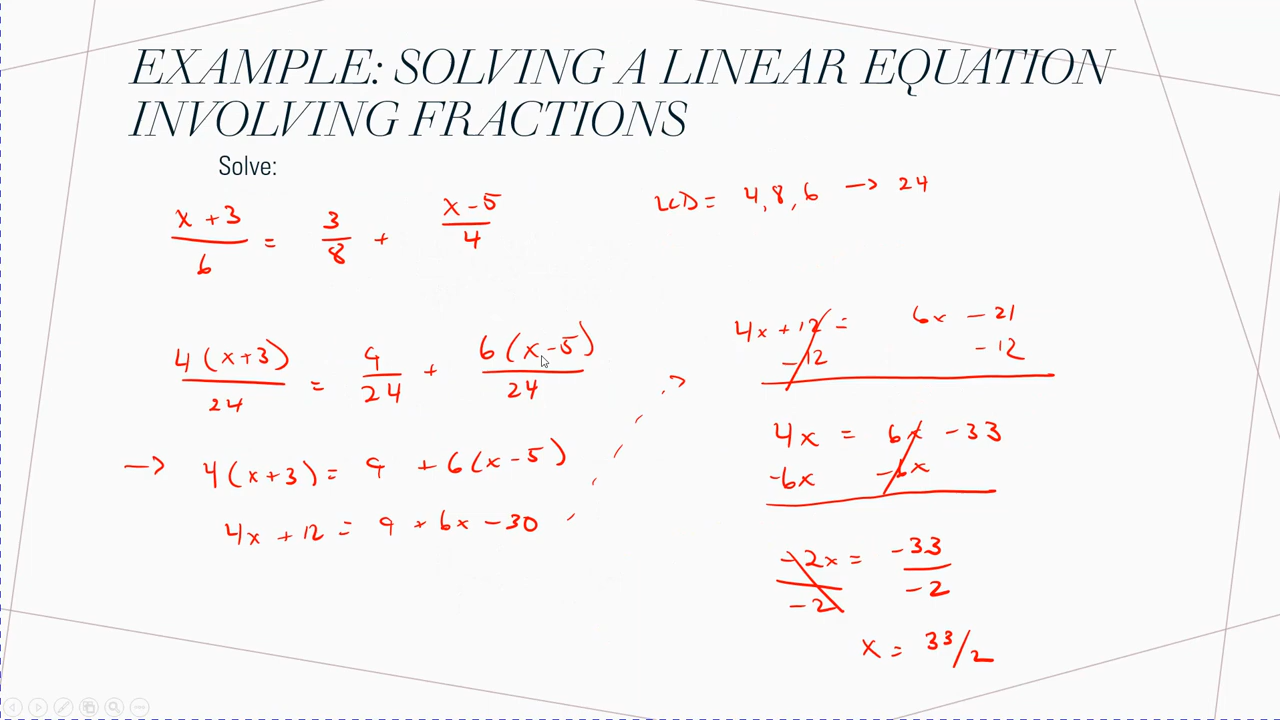 EXAMPLE: SOLVING A LINEAR EQUATION
INVOLVING FRACTIONS
Solve:
x+3/6 = 3/8 + x-5/4
LCD = 4, 8, 6 → 24
4(x+3)/24 = 9/24 + 6(x-5)/24
→ 4(x+3) = 9 + 6(x-5)
4x + 12 = 9 + 6x - 30
4x + 12 = 6x - 21
-12 -12
4x = 6x - 33
-6x -6x
-2x/-2 = -33/-2
x = 33/2